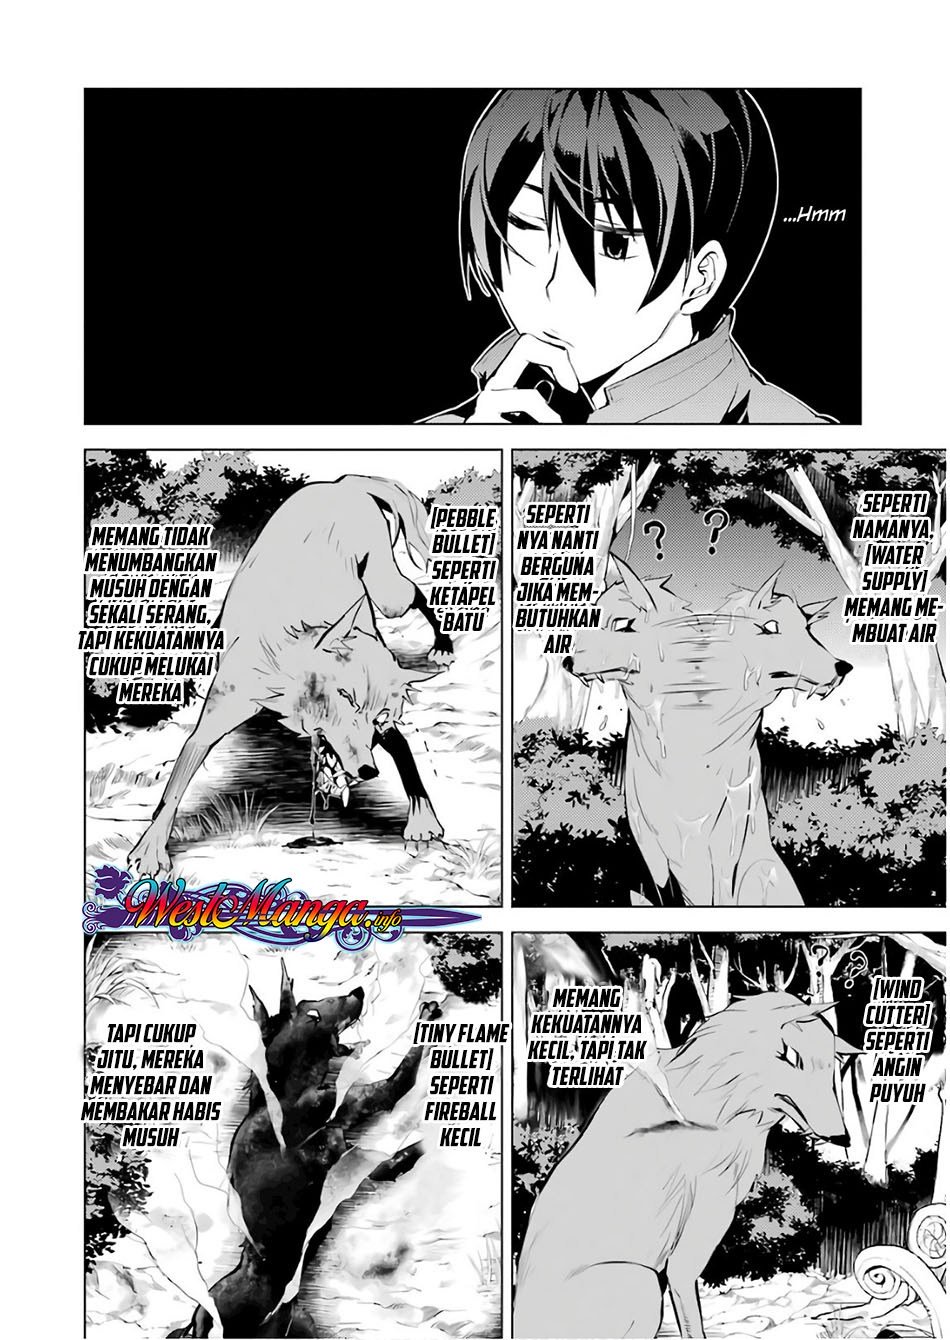 ...Hmm
SEPERTI
NAMANYA,
[WATER
SUPPLY]
MEMANG ME-
MBUAT AIR
SEPERTI
NYA NANTI
BERGUNA
JIKA MEM-
BUTUHKAN
AIR
?
?
[PEBBLE
BULLET]
SEPERTI
KETAPEL
BATU
MEMANG TIDAK
MENUMBANGKAN
MUSUH DENGAN
SEKALI SERANG,
TAPI KEKUATANNYA
CUKUP MELUKAI
MEREKA
WestManga.info
[WIND
CUTTER]
SEPERTI
ANGIN
PUYUH
MEMANG
KEKUATANNYA
KECIL, TAPI TAK
TERLIHAT
?
?
[TINY FLAME
BULLET]
SEPERTI
FIREBALL
KECIL
TAPI CUKUP
JITU, MEREKA
MENYEBAR DAN
MEMBAKAR HABIS
MUSUH